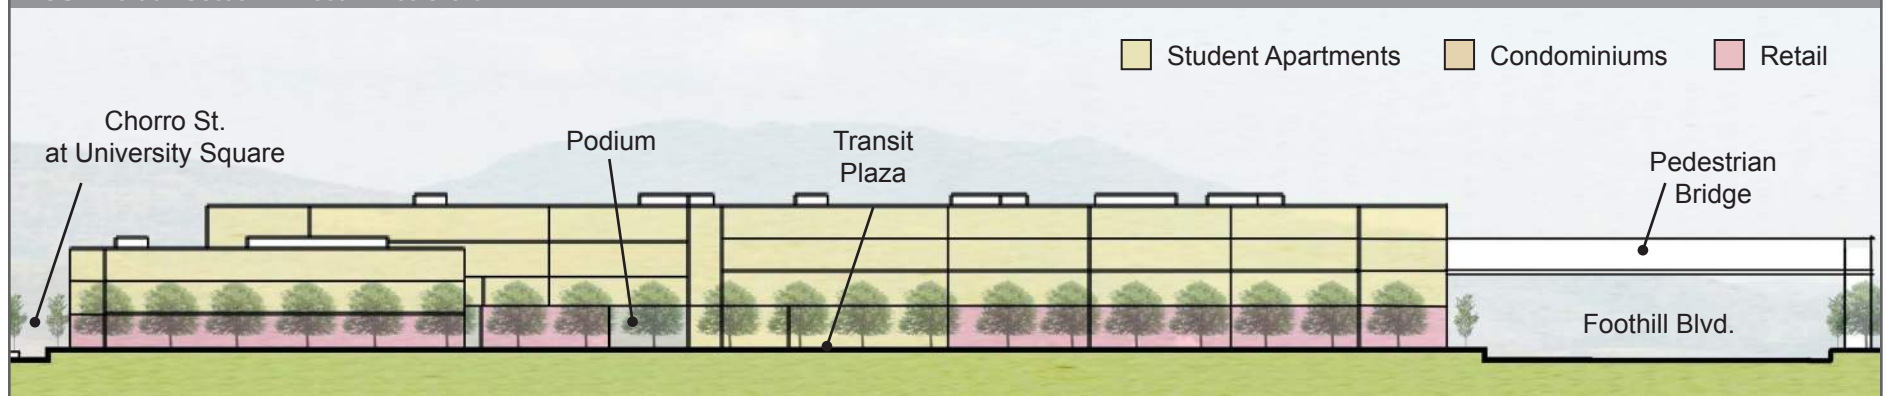 Student Apartments
Condominiums
Retail
Chorro St.
at University Square
Podium
Transit
Plaza
Pedestrian
Bridge
Foothill Blvd.